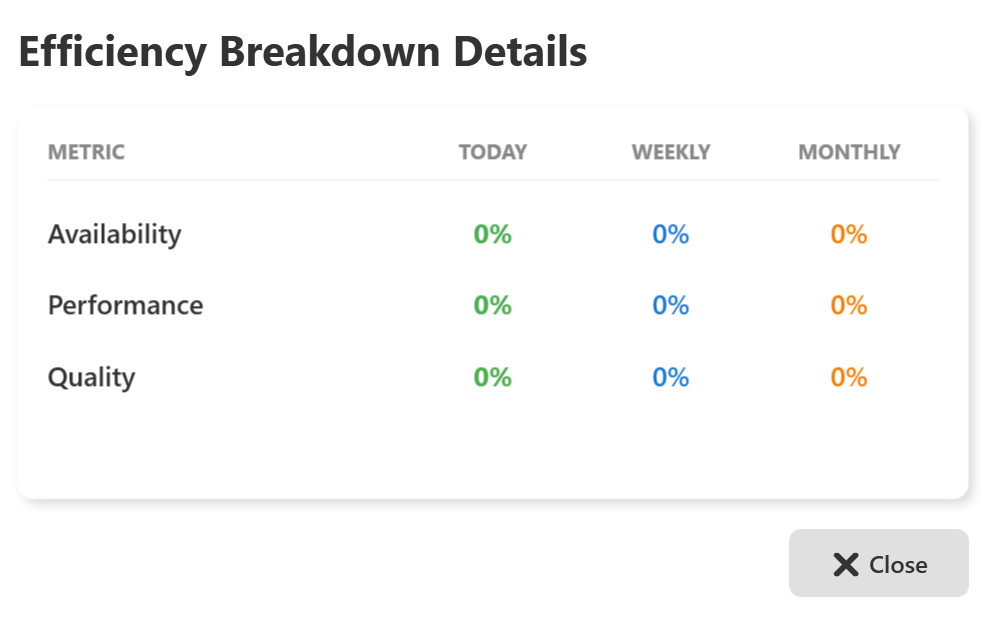 Efficiency Breakdown Details
METRIC TODAY WEEKLY MONTHLY
Availability 0% 0% 0%
Performance 0% 0% 0%
Quality 0% 0% 0%
Close